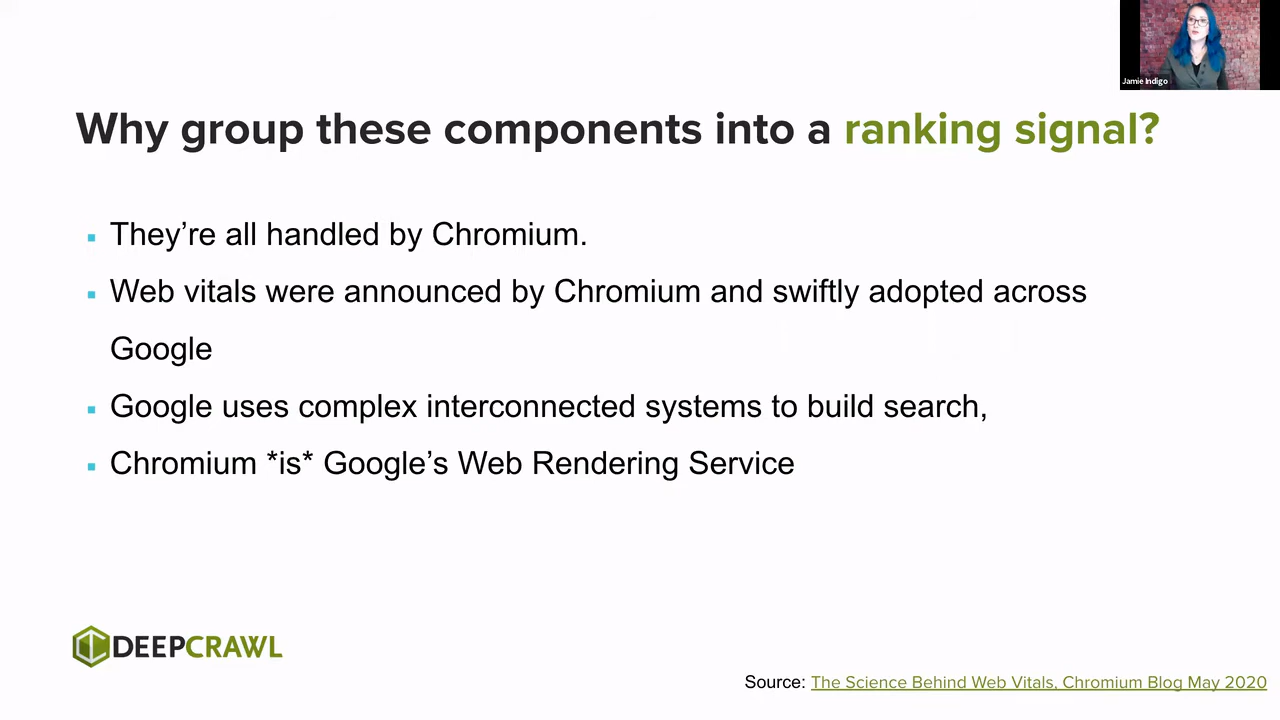 Jamie Indigo
Why group these components into a ranking signal?
▪ They’re all handled by Chromium.
▪ Web vitals were announced by Chromium and swiftly adopted across
Google
▪ Google uses complex interconnected systems to build search,
▪ Chromium *is* Google’s Web Rendering Service
DEEPCRAWL
Source: The Science Behind Web Vitals, Chromium Blog May 2020